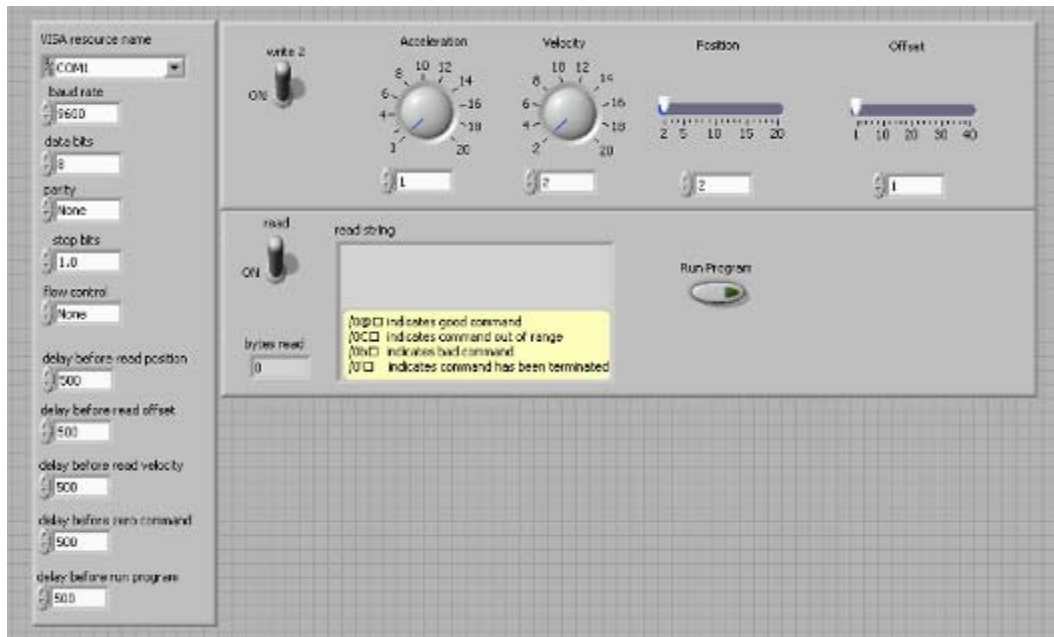 VISA resource name
COM1
baud rate
9600
data bits
8
parity
None
stop bits
1.0
flow control
None
delay before read position
500
delay before read offset
500
delay before read velocity
500
delay before zero command
500
delay before run program
500
write 2
ON
Acceleration
1 4 6 8 10 12 14 16 18 20
1
Velocity
2 4 6 8 10 12 14 16 18 20
2
Position
2 5 10 15 20
2
Offset
1 10 20 30 40
1
read
ON
bytes read
0
read string
/0@□ indicates good command
/0C□ indicates command out of range
/0b□ indicates bad command
/0'□ indicates command has been terminated
Run Program